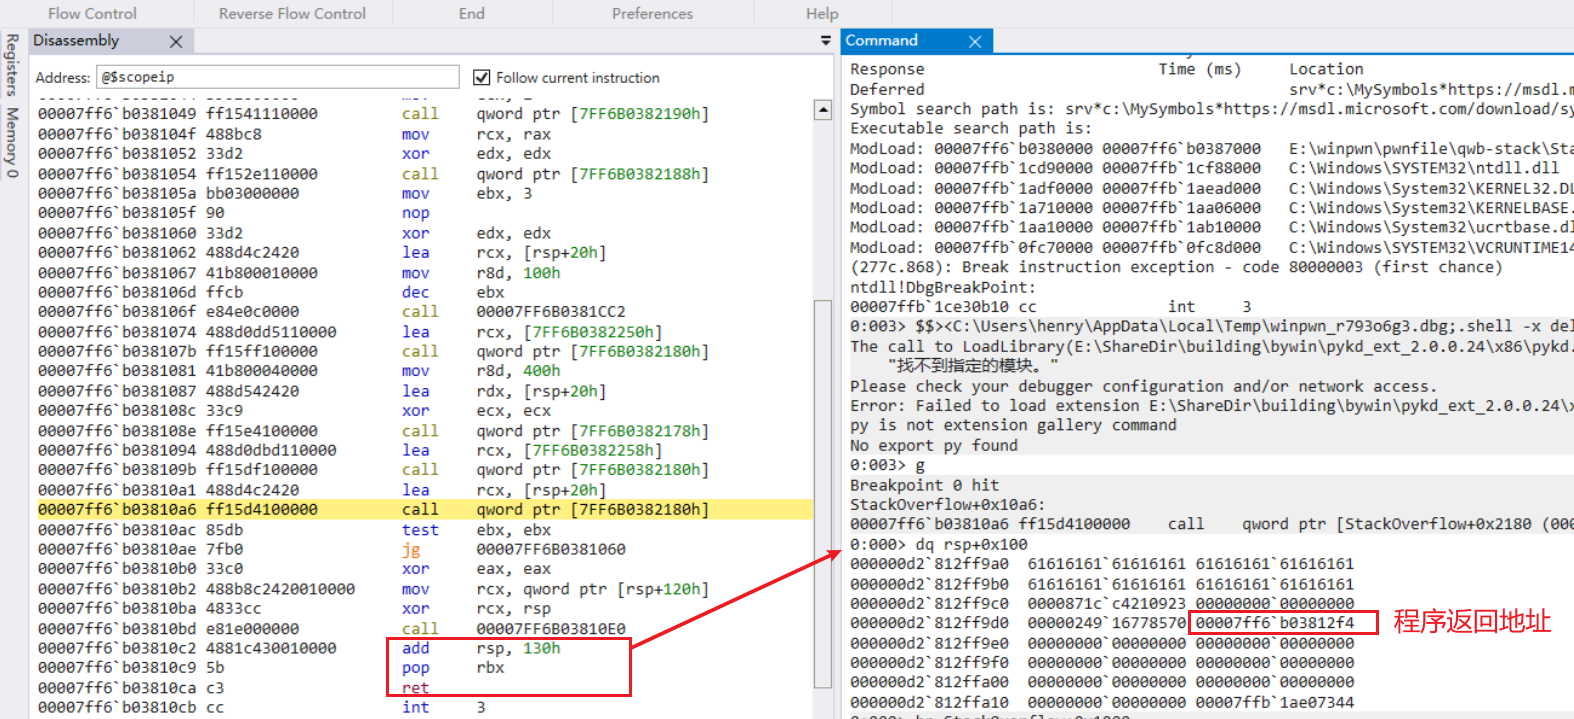 Flow Control Reverse Flow Control End Preferences Help
Registers
Memory 0
Disassembly
Address: @$scopeip Follow current instruction
00007ff6`b0381049 ff1541110000 call qword ptr [7FF6B0382190h]
00007ff6`b038104f 488bc8 mov rcx, rax
00007ff6`b0381052 33d2 xor edx, edx
00007ff6`b0381054 ff152e110000 call qword ptr [7FF6B0382188h]
00007ff6`b038105a bb03000000 mov ebx, 3
00007ff6`b038105f 90 nop
00007ff6`b0381060 33d2 xor edx, edx
00007ff6`b0381062 488d4c2420 lea rcx, [rsp+20h]
00007ff6`b0381067 41b800010000 mov r8d, 100h
00007ff6`b038106d ffcb dec ebx
00007ff6`b038106f e84e0c0000 call 00007FF6B0381CC2
00007ff6`b0381074 488d0dd5110000 lea rcx, [7FF6B0382250h]
00007ff6`b038107b ff15ff100000 call qword ptr [7FF6B0382180h]
00007ff6`b0381081 41b800040000 mov r8d, 400h
00007ff6`b0381087 488d542420 lea rdx, [rsp+20h]
00007ff6`b038108c 33c9 xor ecx, ecx
00007ff6`b038108e ff15e4100000 call qword ptr [7FF6B0382178h]
00007ff6`b0381094 488d0dbd110000 lea rcx, [7FF6B0382258h]
00007ff6`b038109b ff15df100000 call qword ptr [7FF6B0382180h]
00007ff6`b03810a1 488d4c2420 lea rcx, [rsp+20h]
00007ff6`b03810a6 ff15d4100000 call qword ptr [7FF6B0382180h]
00007ff6`b03810ac 85db test ebx, ebx
00007ff6`b03810ae 7fb0 jg 00007FF6B0381060
00007ff6`b03810b0 33c0 xor eax, eax
00007ff6`b03810b2 488b8c2420010000 mov rcx, qword ptr [rsp+120h]
00007ff6`b03810ba 4833cc xor rcx, rsp
00007ff6`b03810bd e81e000000 call 00007FF6B03810E0
00007ff6`b03810c2 4881c430010000 add rsp, 130h
00007ff6`b03810c9 5b pop rbx
00007ff6`b03810ca c3 ret
00007ff6`b03810cb cc int 3
Command
Response Time (ms) Location
Deferred srv*c:\MySymbols*https://msdl.m
Symbol search path is: srv*c:\MySymbols*https://msdl.microsoft.com/download/sy
Executable search path is:
ModLoad: 00007ff6`b0380000 00007ff6`b0387000 E:\winpwn\pwnfile\qwb-stack\Sta
ModLoad: 00007ffb`1cd90000 00007ffb`1cf88000 C:\Windows\SYSTEM32\ntdll.dll
ModLoad: 00007ffb`1adf0000 00007ffb`1aead000 C:\Windows\System32\KERNEL32.DL
ModLoad: 00007ffb`1a710000 00007ffb`1aa06000 C:\Windows\System32\KERNELBASE.
ModLoad: 00007ffb`1aa10000 00007ffb`1ab10000 C:\Windows\System32\ucrtbase.dl
ModLoad: 00007ffb`0fc70000 00007ffb`0fc8d000 C:\Windows\SYSTEM32\VCRUNTIME14
(277c.868): Break instruction exception - code 80000003 (first chance)
ntdll!DbgBreakPoint:
00007ffb`1ce30b10 cc int 3
0:003> $$><C:\Users\henry\AppData\Local\Temp\winpwn_r793o6g3.dbg;.shell -x del
The call to LoadLibrary(E:\ShareDir\building\bywin\pykd_ext_2.0.0.24\x86\pykd.
"找不到指定的模块。"
Please check your debugger configuration and/or network access.
Error: Failed to load extension E:\ShareDir\building\bywin\pykd_ext_2.0.0.24\x
py is not extension gallery command
No export py found
0:003> g
Breakpoint 0 hit
StackOverflow+0x10a6:
00007ff6`b03810a6 ff15d4100000 call qword ptr [StackOverflow+0x2180 (000
0:000> dq rsp+0x100
000000d2`812ff9a0 61616161`61616161 61616161`61616161
000000d2`812ff9b0 61616161`61616161 61616161`61616161
000000d2`812ff9c0 0000871c`c4210923 00000000`00000000
000000d2`812ff9d0 00000249`16778570 00007ff6`b03812f4 程序返回地址
000000d2`812ff9e0 00000000`00000000 00000000`00000000
000000d2`812ff9f0 00000000`00000000 00000000`00000000
000000d2`812ffa00 00000000`00000000 00000000`00000000
000000d2`812ffa10 00000000`00000000 00007ffb`1ae07344